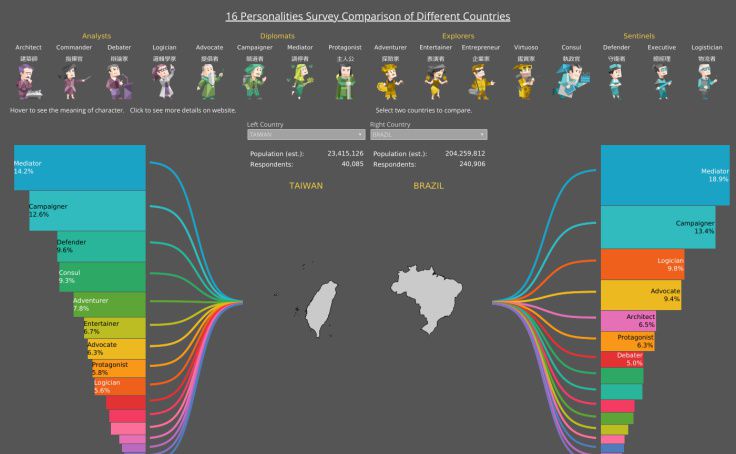 16 Personalities Survey Comparison of Different Countries
Analysts Diplomats Explorers Sentinels
Architect Commander Debater Logician Advocate Campaigner Mediator Protagonist Adventurer Entertainer Entrepreneur Virtuoso Consul Defender Executive Logistician
建築師 指揮官 辯論家 邏輯學家 提倡者 競選者 調停者 主人公 探險家 表演者 企業家 鑑賞家 執政官 守衛者 總經理 物流者
Hover to see the meaning of character. Click to see more details on website. Select two countries to compare.
Left Country Right Country
TAIWAN BRAZIL
Population (est.): 23,415,126 Population (est.): 204,259,812
Respondents: 40,085 Respondents: 240,906
TAIWAN BRAZIL
Mediator
14.2%
Campaigner
12.6%
Defender
9.6%
Consul
9.3%
Adventurer
7.8%
Entertainer
6.7%
Advocate
6.3%
Protagonist
5.8%
Logician
5.6%
Mediator
18.9%
Campaigner
13.4%
Logician
9.8%
Advocate
9.4%
Architect
6.5%
Protagonist
6.3%
Debater
5.0%